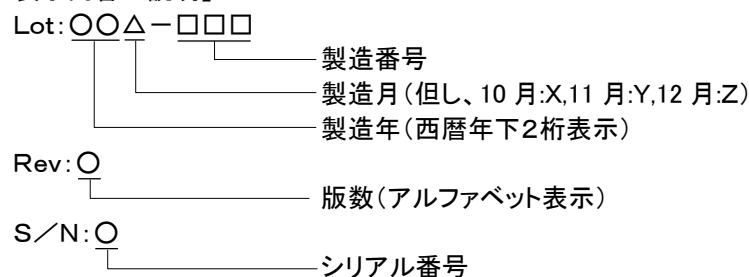 Lot:○○△－□□□
製造番号
製造月（但し、10 月:X,11 月:Y,12 月:Z）
製造年（西暦年下２桁表示）
Rev:○
版数（アルファベット表示）
S／N:○
シリアル番号